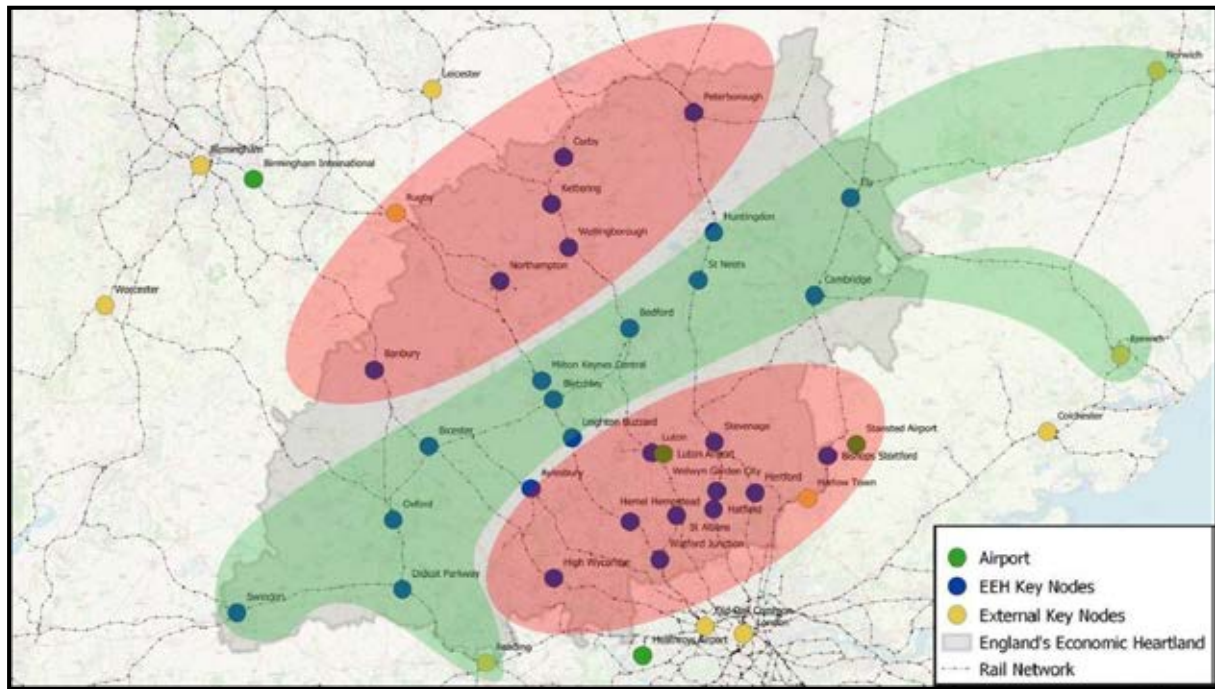 Norwich
Leicester
Peterborough
Corby
Birmingham
Birmingham International
Ely
Kettering
Rugby
Huntingdon
Wellingborough
Northampton
St Neots
Cambridge
Worcester
Bedford
Ipswich
Banbury
Milton Keynes Central
Bletchley
Colchester
Leighton Buzzard
Bicester
Stevenage
Stansted Airport
Luton
Luton Airport
Bishops Stortford
Aylesbury
Welwyn Garden City
Hertford
Harlow Town
Hemel Hempstead
Hatfield
Oxford
St Albans
Watford Junction
High Wycombe
Didcot Parkway
Swindon
Old Oak Common
London
Heathrow Airport
Reading
Airport
EEH Key Nodes
External Key Nodes
England's Economic Heartland
Rail Network